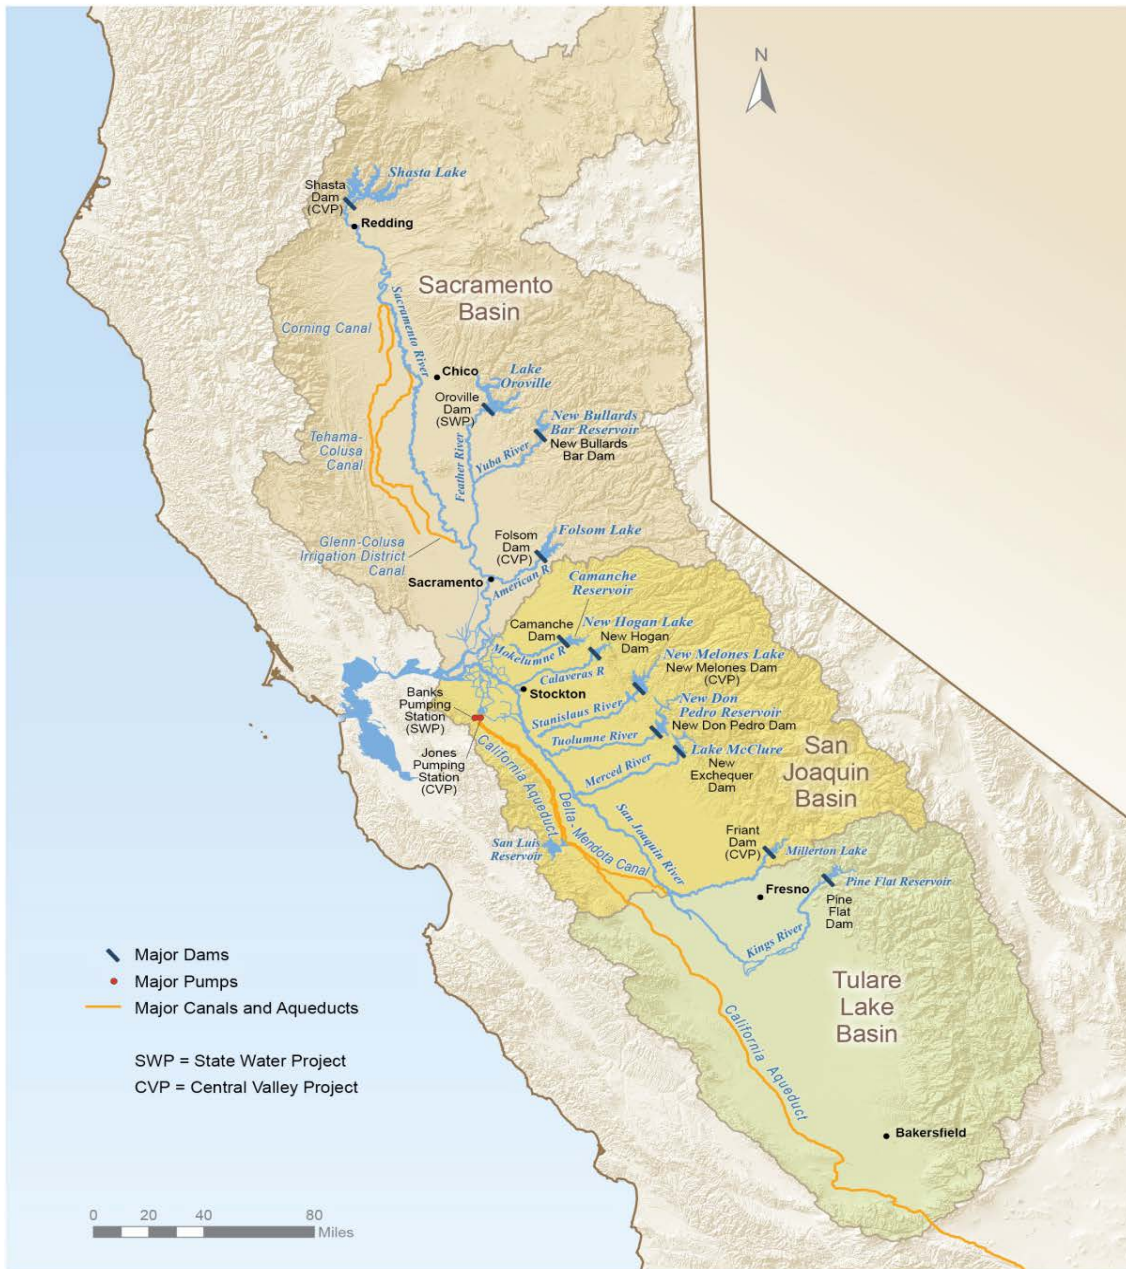 N
Shasta Lake
Shasta
Dam
(CVP)
Redding
Sacramento
Basin
Sacramento River
Corning Canal
Chico
Lake
Oroville
Oroville
Dam
(SWP)
New Bullards
Bar Reservoir
New Bullards
Bar Dam
Feather River
Yuba River
Tehama-
Colusa
Canal
Glenn-Colusa
Irrigation District
Canal
Folsom Lake
Folsom
Dam
(CVP)
Sacramento
American R
Camanche
Reservoir
Camanche
Dam
New Hogan Lake
New Hogan
Dam
Mokelumne R
Calaveras R
New Melones Lake
New Melones Dam
(CVP)
Stockton
Banks
Pumping
Station
(SWP)
Stanislaus River
New Don
Pedro Reservoir
New Don Pedro Dam
Tuolumne River
Jones
Pumping
Station
(CVP)
Lake McClure
New
Exchequer
Dam
Merced River
San
Joaquin
Basin
California Aqueduct
Delta-Mendota Canal
San Joaquin River
San Luis
Reservoir
Friant
Dam
(CVP)
Millerton Lake
Fresno
Pine Flat Reservoir
Pine
Flat
Dam
Kings River
Tulare
Lake
Basin
California Aqueduct
Bakersfield
Major Dams
Major Pumps
Major Canals and Aqueducts
SWP = State Water Project
CVP = Central Valley Project
0 20 40 80
Miles